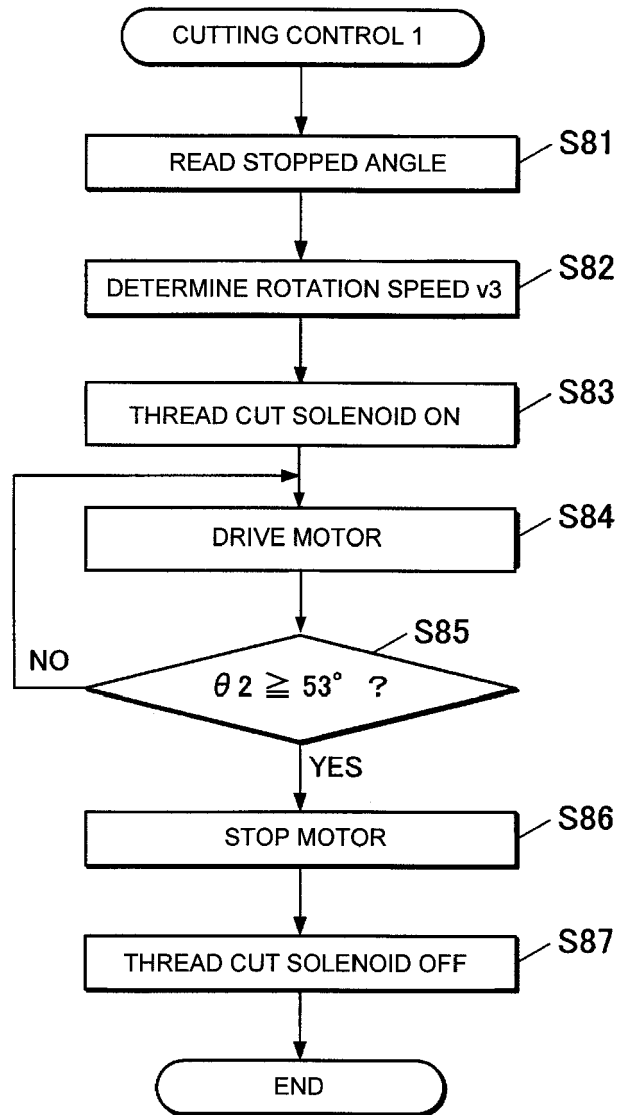 CUTTING CONTROL 1
READ STOPPED ANGLE
S81
DETERMINE ROTATION SPEED v3
S82
THREAD CUT SOLENOID ON
S83
DRIVE MOTOR
S84
S85
NO
θ2 ≧ 53° ?
YES
STOP MOTOR
S86
THREAD CUT SOLENOID OFF
S87
END